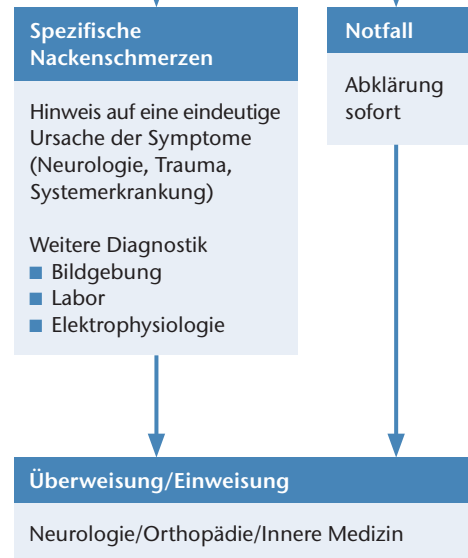 Spezifische
Nackenschmerzen
Hinweis auf eine eindeutige
Ursache der Symptome
(Neurologie, Trauma,
Systemerkrankung)
Weitere Diagnostik
■ Bildgebung
■ Labor
■ Elektrophysiologie
Notfall
Abklärung
sofort
Überweisung/Einweisung
Neurologie/Orthopädie/Innere Medizin